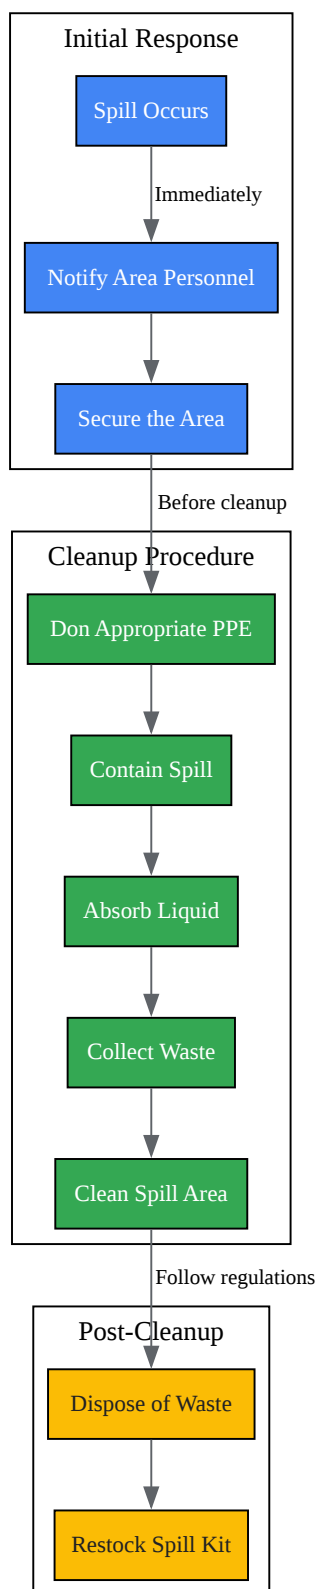 Initial Response
Spill Occurs
Immediately
Notify Area Personnel
Secure the Area
Before cleanup
Cleanup Procedure
Don Appropriate PPE
Contain Spill
Absorb Liquid
Collect Waste
Clean Spill Area
Follow regulations
Post-Cleanup
Dispose of Waste
Restock Spill Kit